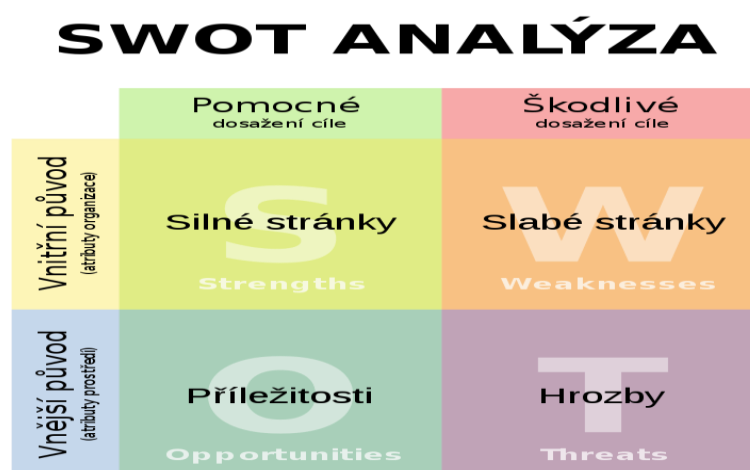 SWOT ANALÝZA
Pomocné
dosažení cíle
Škodlivé
dosažení cíle
Vnitřní původ
(atributy organizace)
S
Silné stránky
Strengths
W
Slabé stránky
Weaknesses
Vnější původ
(atributy prostředí)
O
Příležitosti
Opportunities
T
Hrozby
Threats